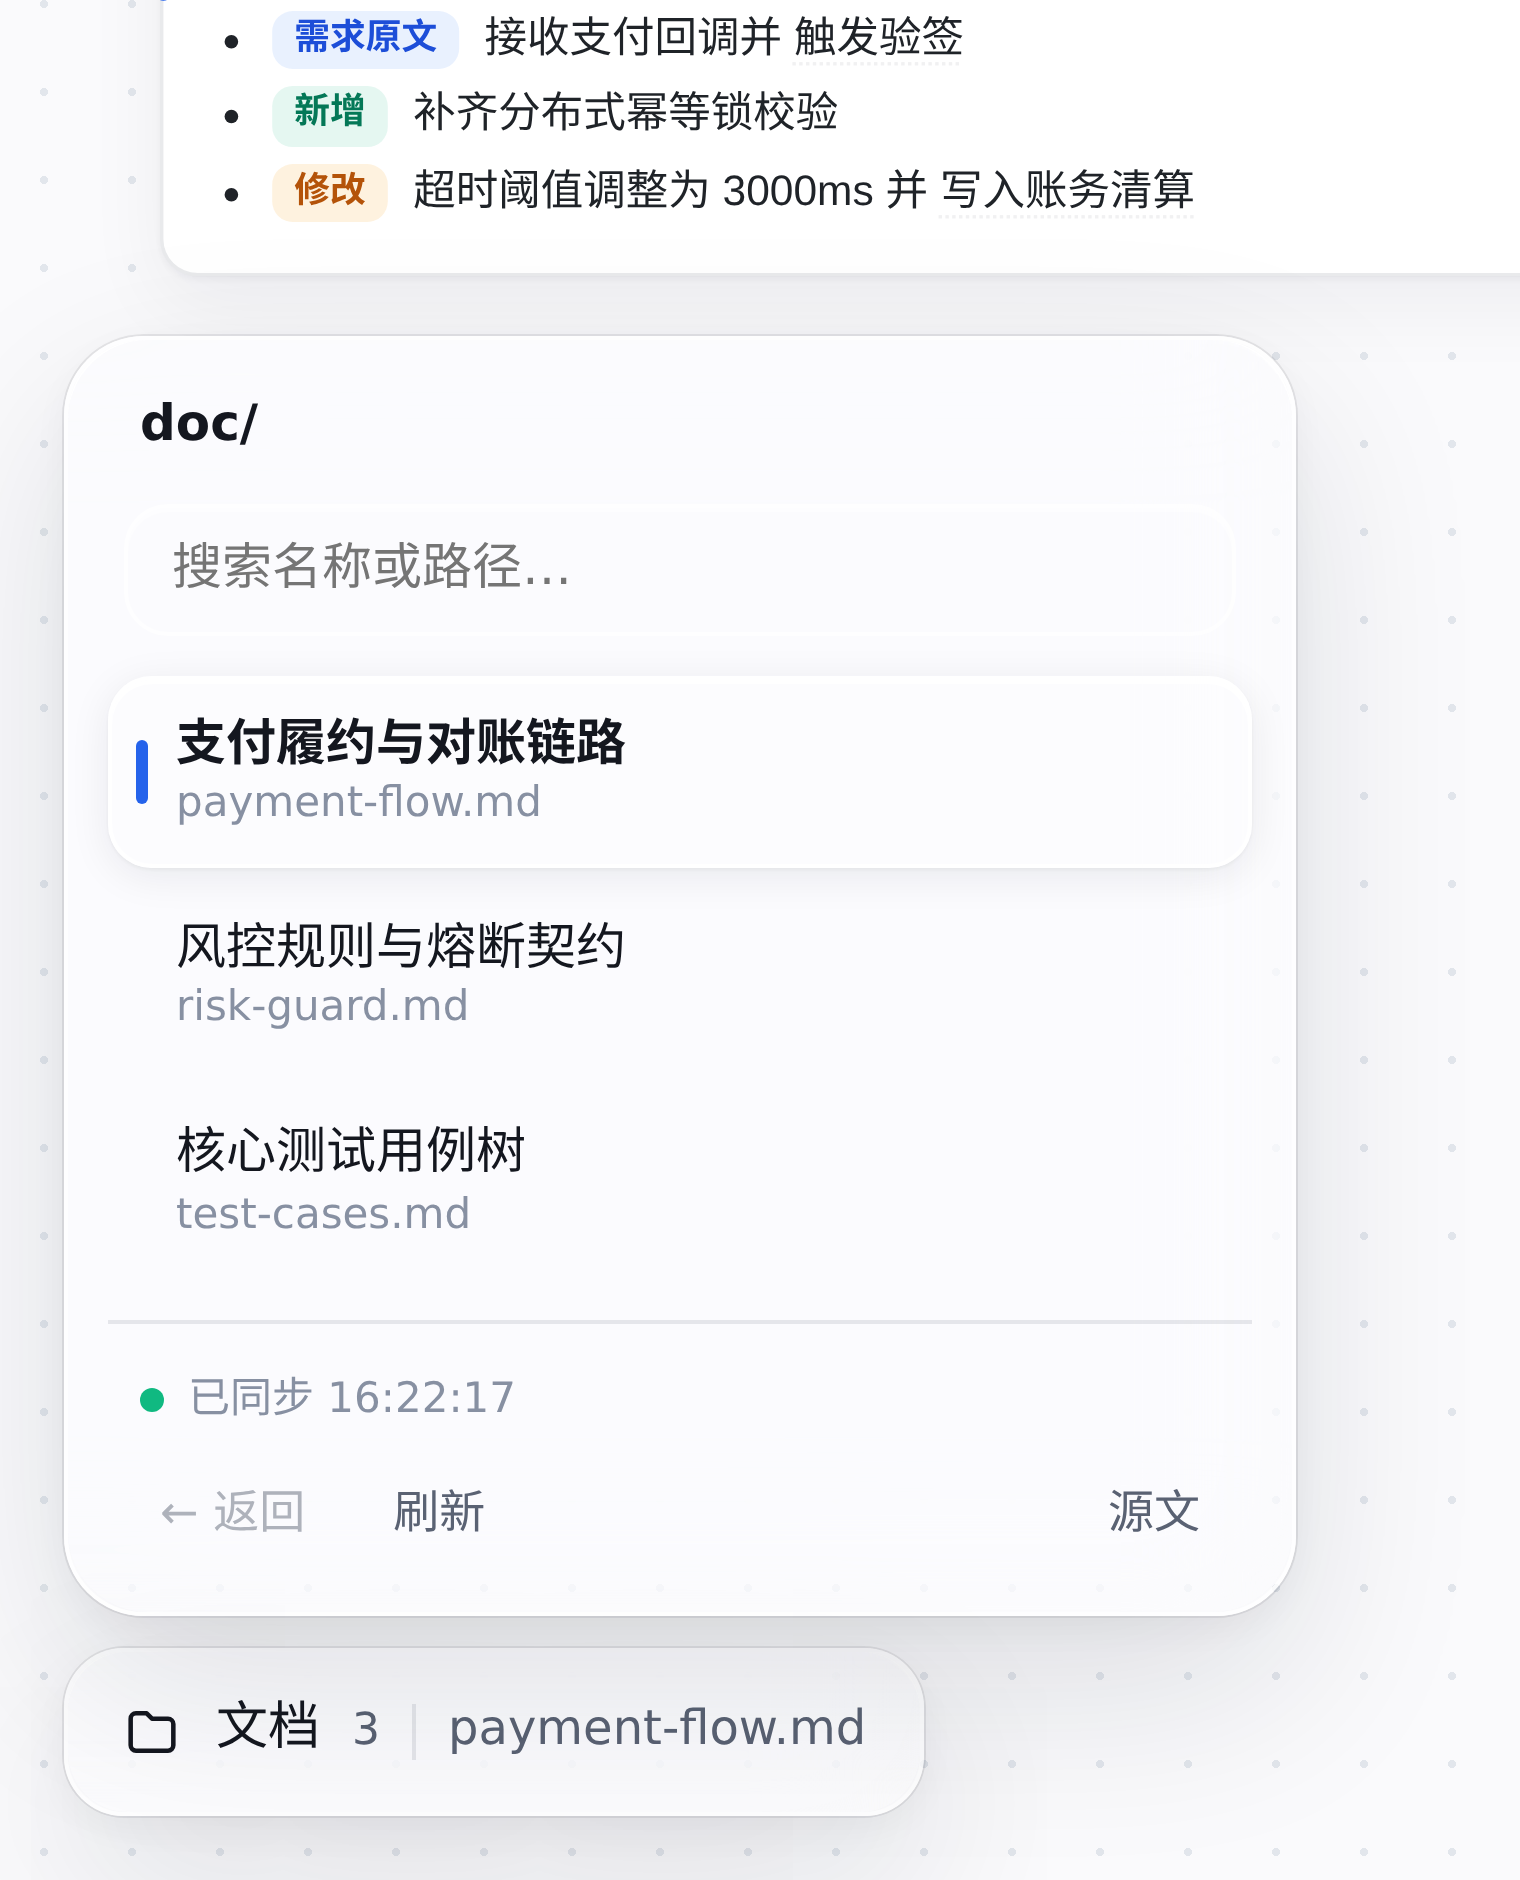 需求原文 接收支付回调并 触发验签
新增 补齐分布式幂等锁校验
修改 超时阈值调整为 3000ms 并 写入账务清算
doc/
搜索名称或路径...
支付履约与对账链路
payment-flow.md
风控规则与熔断契约
risk-guard.md
核心测试用例树
test-cases.md
已同步 16:22:17
← 返回 刷新 源文
文档 3 payment-flow.md